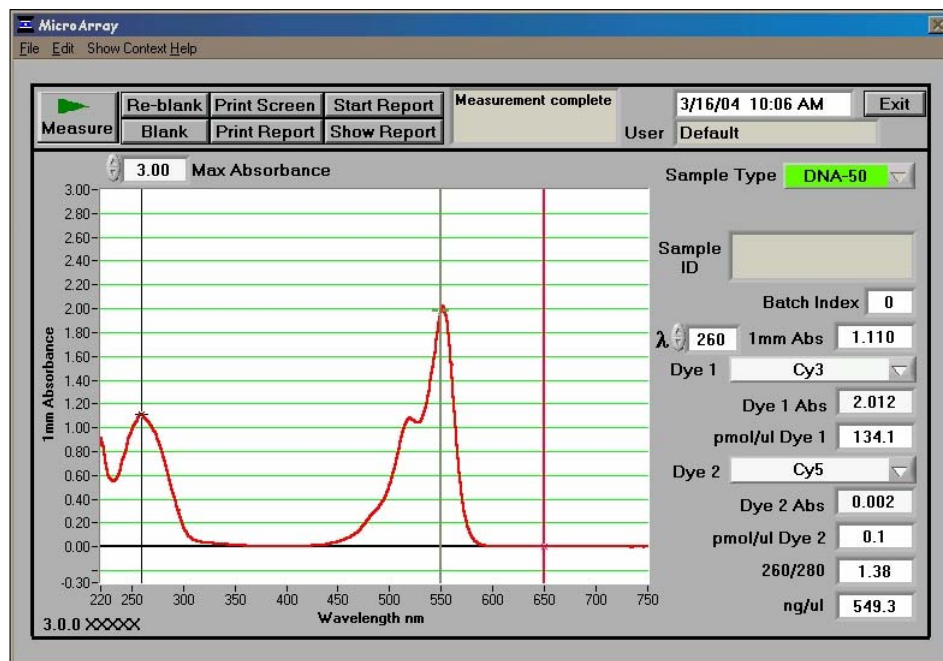 MicroArray
File Edit Show Context Help
Measure
Re-blank Print Screen Start Report
Blank Print Report Show Report
Measurement complete
3/16/04 10:06 AM Exit
User Default
3.00 Max Absorbance
Sample Type DNA-50
Sample ID
Batch Index 0
λ 260 1mm Abs 1.110
Dye 1 Cy3
Dye 1 Abs 2.012
pmol/ul Dye 1 134.1
Dye 2 Cy5
Dye 2 Abs 0.002
pmol/ul Dye 2 0.1
260/280 1.38
ng/ul 549.3
1mm Absorbance
3.00
2.80
2.60
2.40
2.20
2.00
1.80
1.60
1.40
1.20
1.00
0.80
0.60
0.40
0.20
0.00
-0.30
220 250 300 350 400 450 500 550 600 650 700 750
Wavelength nm
3.0.0 XXXXX